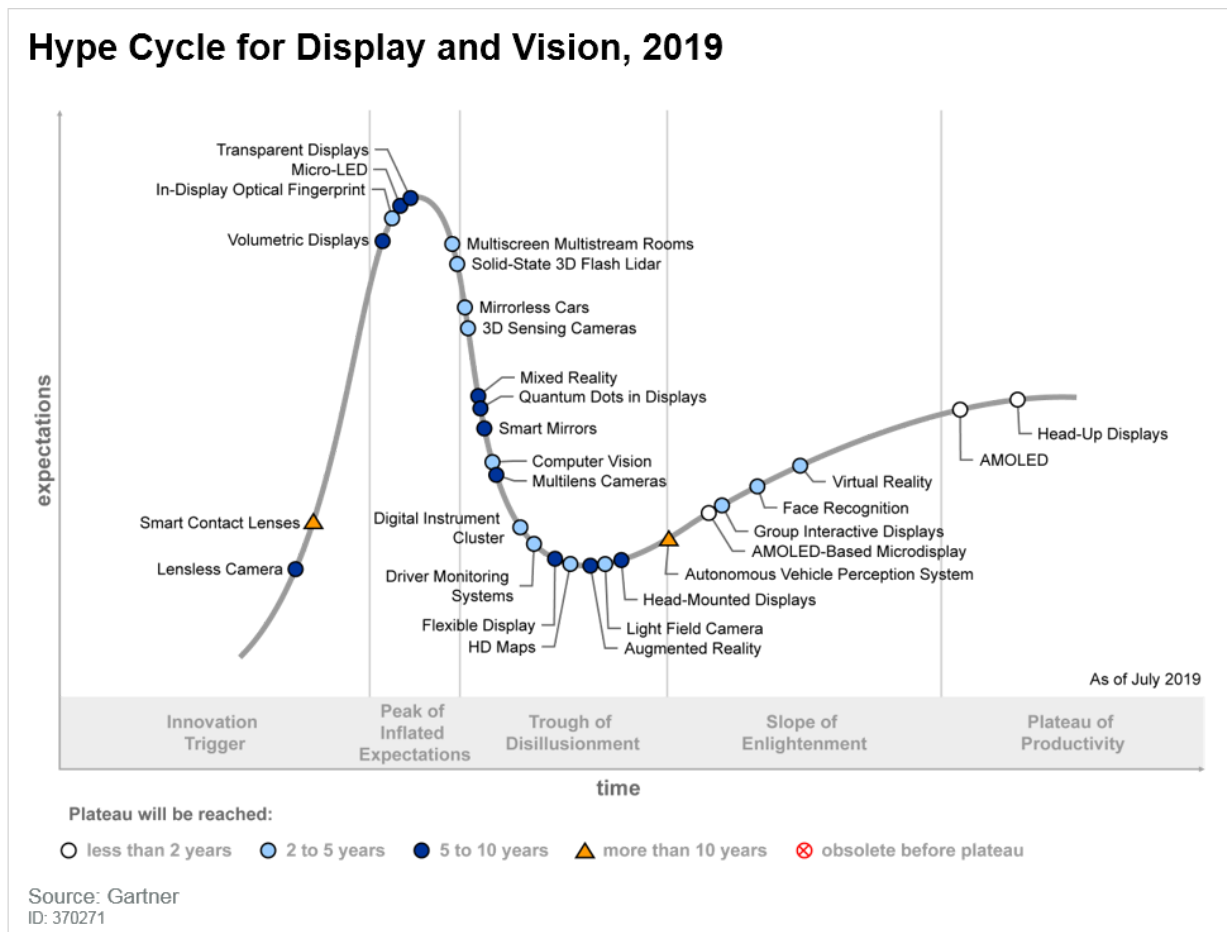 Hype Cycle for Display and Vision, 2019
expectations
Transparent Displays
Micro-LED
In-Display Optical Fingerprint
Volumetric Displays
Smart Contact Lenses
Lensless Camera
Multiscreen Multistream Rooms
Solid-State 3D Flash Lidar
Mirrorless Cars
3D Sensing Cameras
Mixed Reality
Quantum Dots in Displays
Smart Mirrors
Computer Vision
Multilens Cameras
Digital Instrument
Cluster
Driver Monitoring
Systems
Flexible Display
HD Maps
Augmented Reality
Light Field Camera
Head-Mounted Displays
Autonomous Vehicle Perception System
AMOLED-Based Microdisplay
Group Interactive Displays
Face Recognition
Virtual Reality
AMOLED
Head-Up Displays
As of July 2019
Innovation
Trigger
Peak of
Inflated
Expectations
Trough of
Disillusionment
Slope of
Enlightenment
Plateau of
Productivity
time
Plateau will be reached:
less than 2 years
2 to 5 years
5 to 10 years
more than 10 years
obsolete before plateau
Source: Gartner
ID: 370271